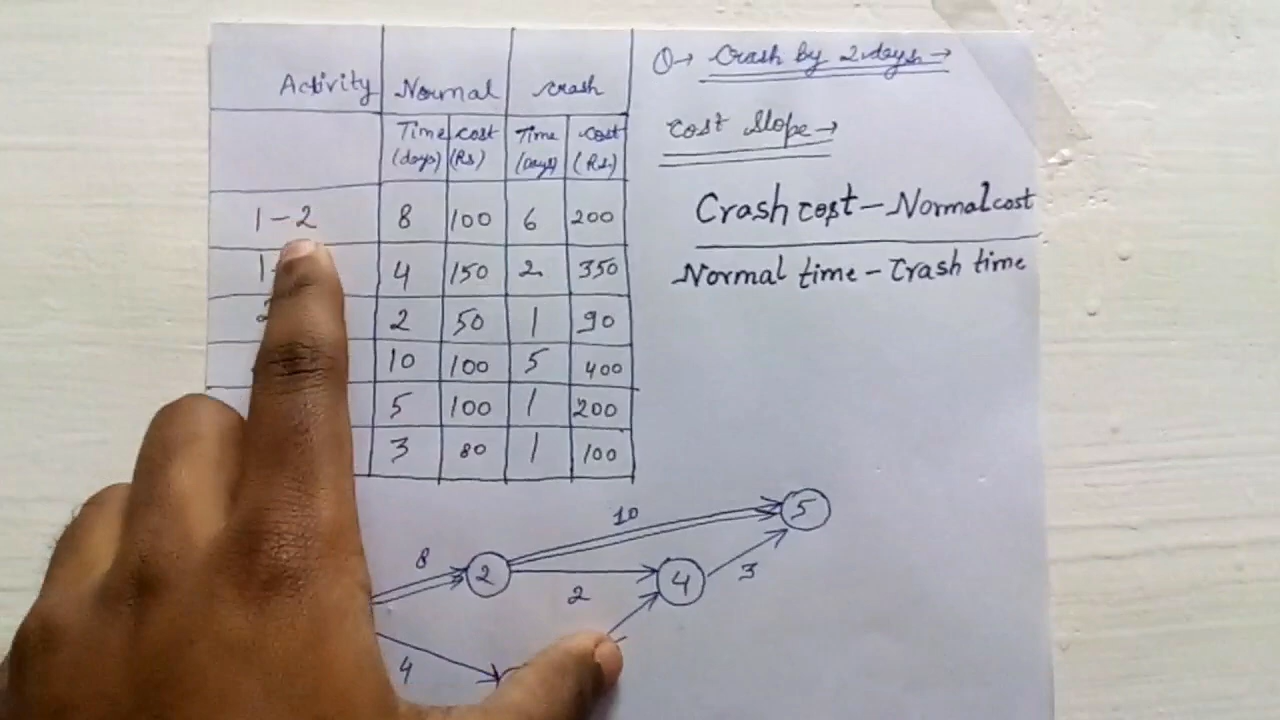 Activity Normal Crash
Time (days) Cost (Rs) Time (Days) Cost (Rs.)
1-2 8 100 6 200
1- 4 150 2 350
2 2 50 1 90
10 100 5 400
5 100 1 200
3 80 1 100
①→ Crash by 2 days→
Cost Slope→
Crash cost - Normal cost
Normal time - Crash time
10 5
8 2 4
2 3
4